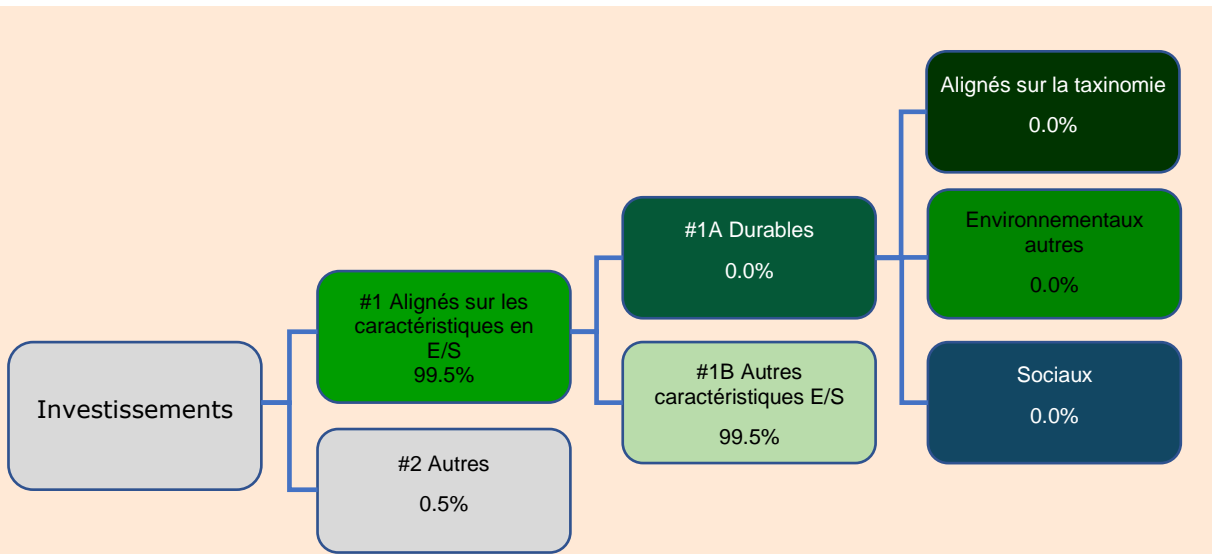 Investissements
#1 Alignés sur les
caractéristiques en
E/S
99.5%
#2 Autres
0.5%
#1A Durables
0.0%
#1B Autres
caractéristiques E/S
99.5%
Alignés sur la taxinomie
0.0%
Environnementaux
autres
0.0%
Sociaux
0.0%